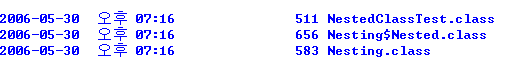 2006-05-30  오후 07:16               511 NestedClassTest.class
2006-05-30  오후 07:16               656 Nesting$Nested.class
2006-05-30  오후 07:16               583 Nesting.class